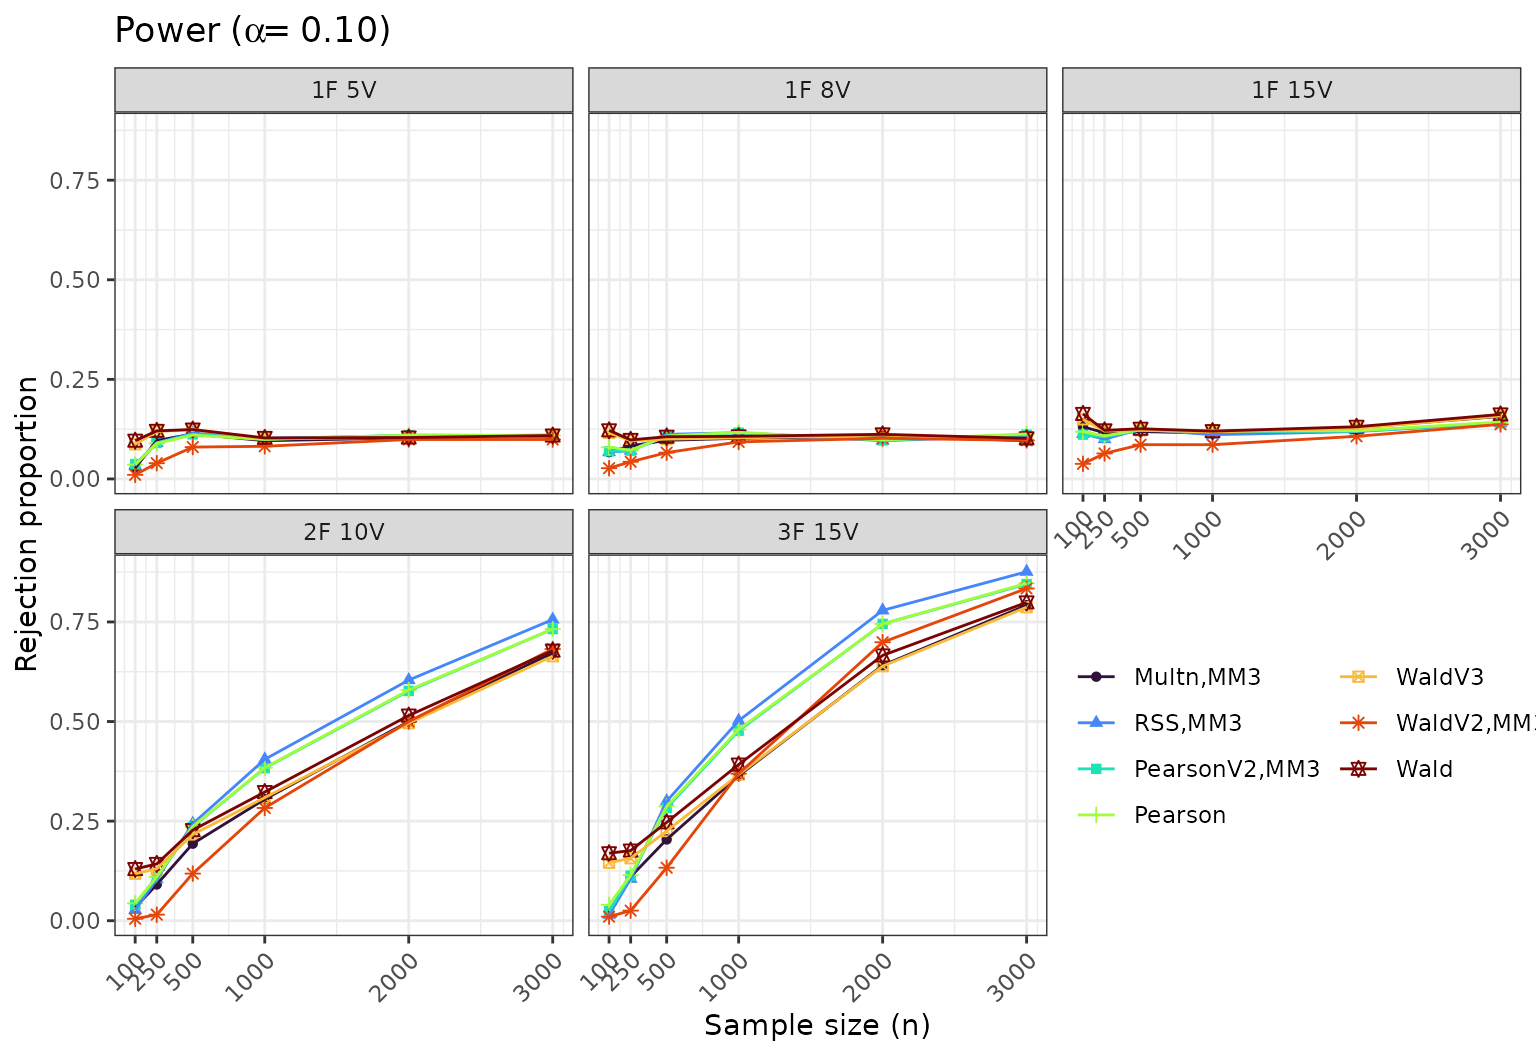 Power (α= 0.10)
1F 5V
1F 8V
1F 15V
0.75
0.50
0.25
0.00
100
250
500
1000
2000
3000
2F 10V
3F 15V
0.75
0.50
0.25
0.00
100
250
500
1000
2000
3000
100
250
500
1000
2000
3000
Rejection proportion
Sample size (n)
Multn,MM3
RSS,MM3
PearsonV2,MM3
Pearson
WaldV3
WaldV2,MM3
Wald